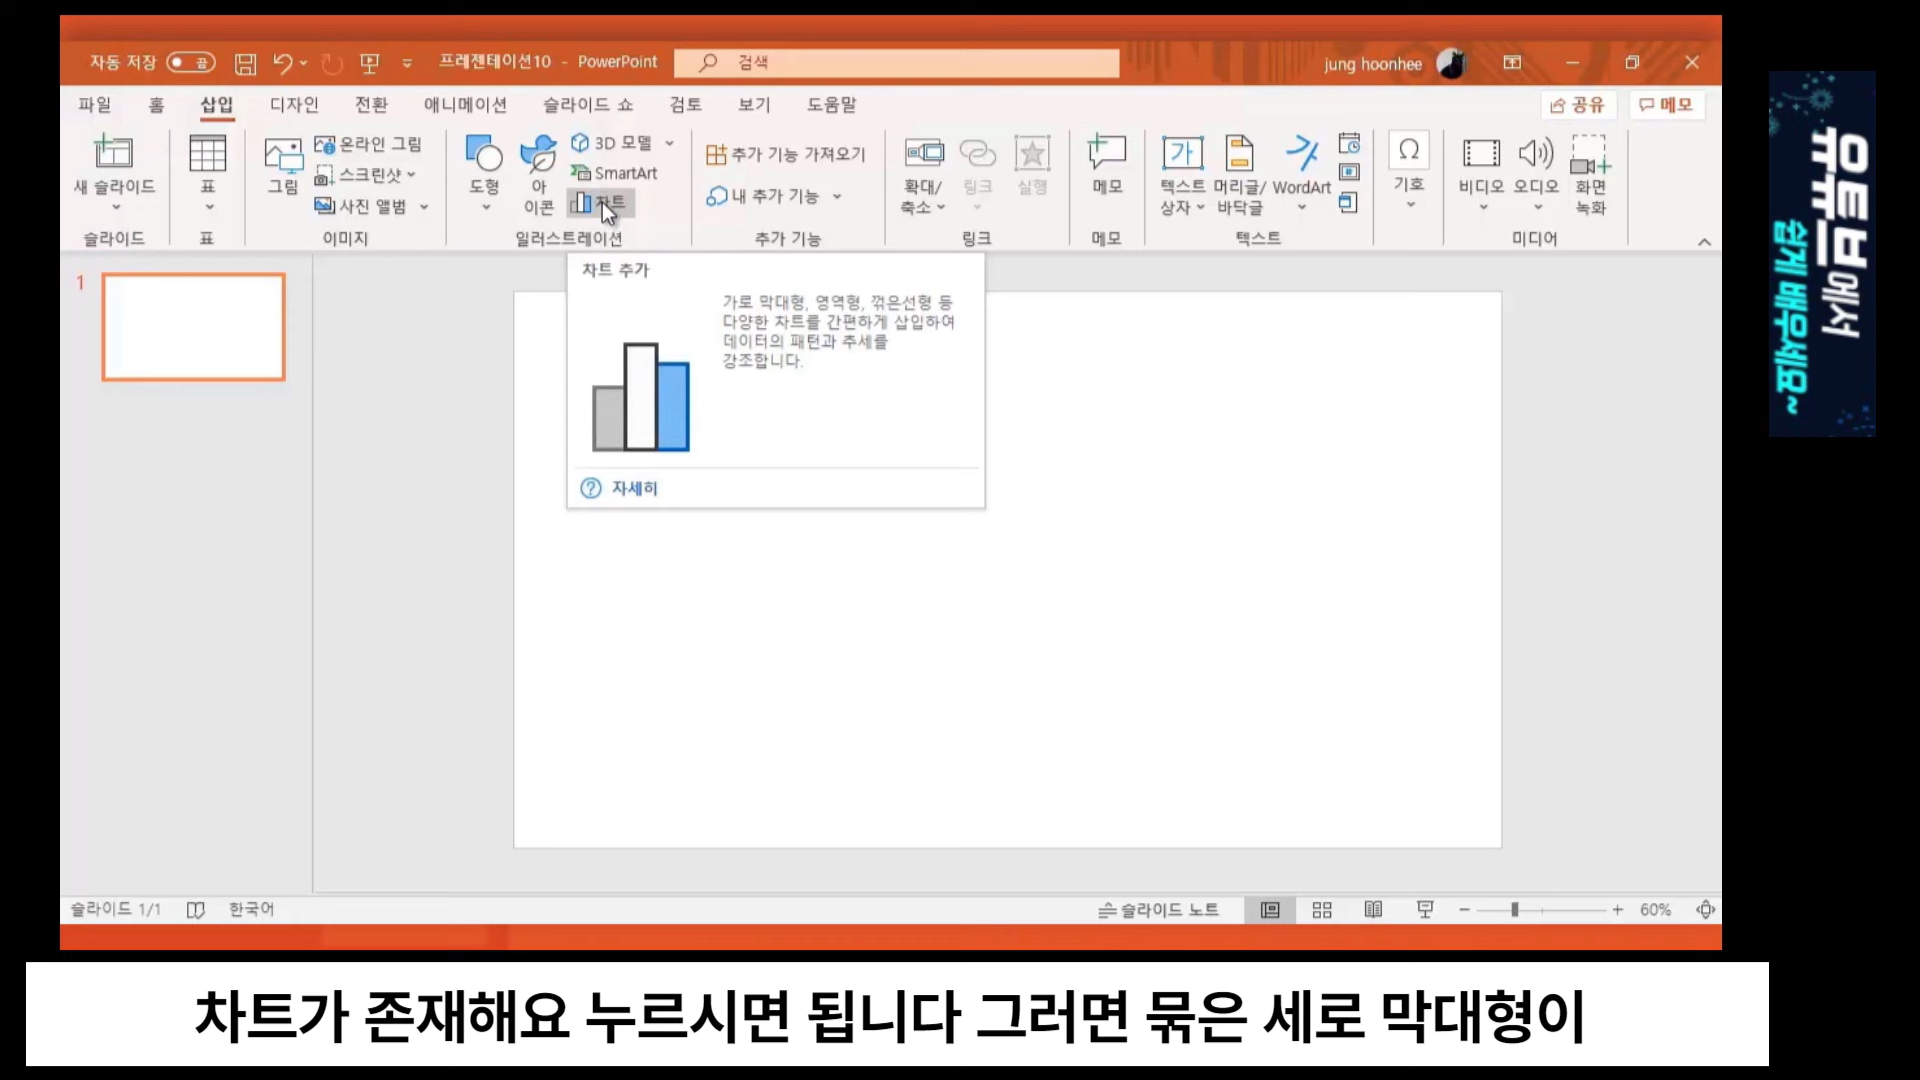 자동 저장 끔 프레젠테이션10 - PowerPoint 검색 jung hoonhee
파일 홈 삽입 디자인 전환 애니메이션 슬라이드 쇼 검토 보기 도움말 공유 메모
새 슬라이드
표
그림
온라인 그림
스크린샷
사진 앨범
도형
아
이콘
3D 모델
SmartArt
차트
추가 기능 가져오기
내 추가 기능
확대/
축소
링크
실행
메모
텍스트
상자
머리글/
바닥글
WordArt
기호
비디오
오디오
화면
녹화
슬라이드 표 이미지 일러스트레이션 추가 기능 링크 메모 텍스트 미디어
1
차트 추가
가로 막대형, 영역형, 꺾은선형 등
다양한 차트를 간편하게 삽입하여
데이터의 패턴과 추세를
강조합니다.
자세히
슬라이드 1/1 한국어 슬라이드 노트 60%
유튜브에서
쉽게 배우세요~
차트가 존재해요 누르시면 됩니다 그러면 묶은 세로 막대형이